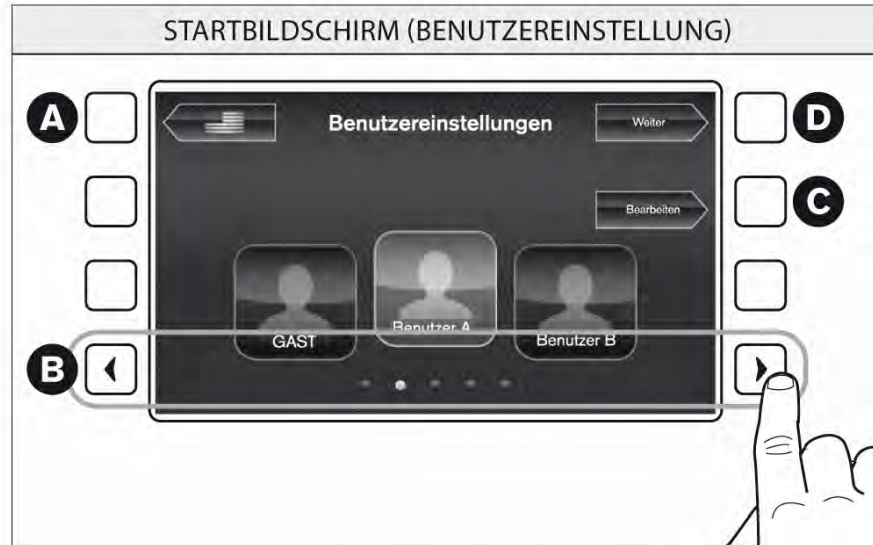 STARTBILDSCHIRM (BENUTZEREINSTELLUNG)
A
Benutzereinstellungen
Weiter
D
Bearbeiten
C
GAST
Benutzer A
Benutzer B
B